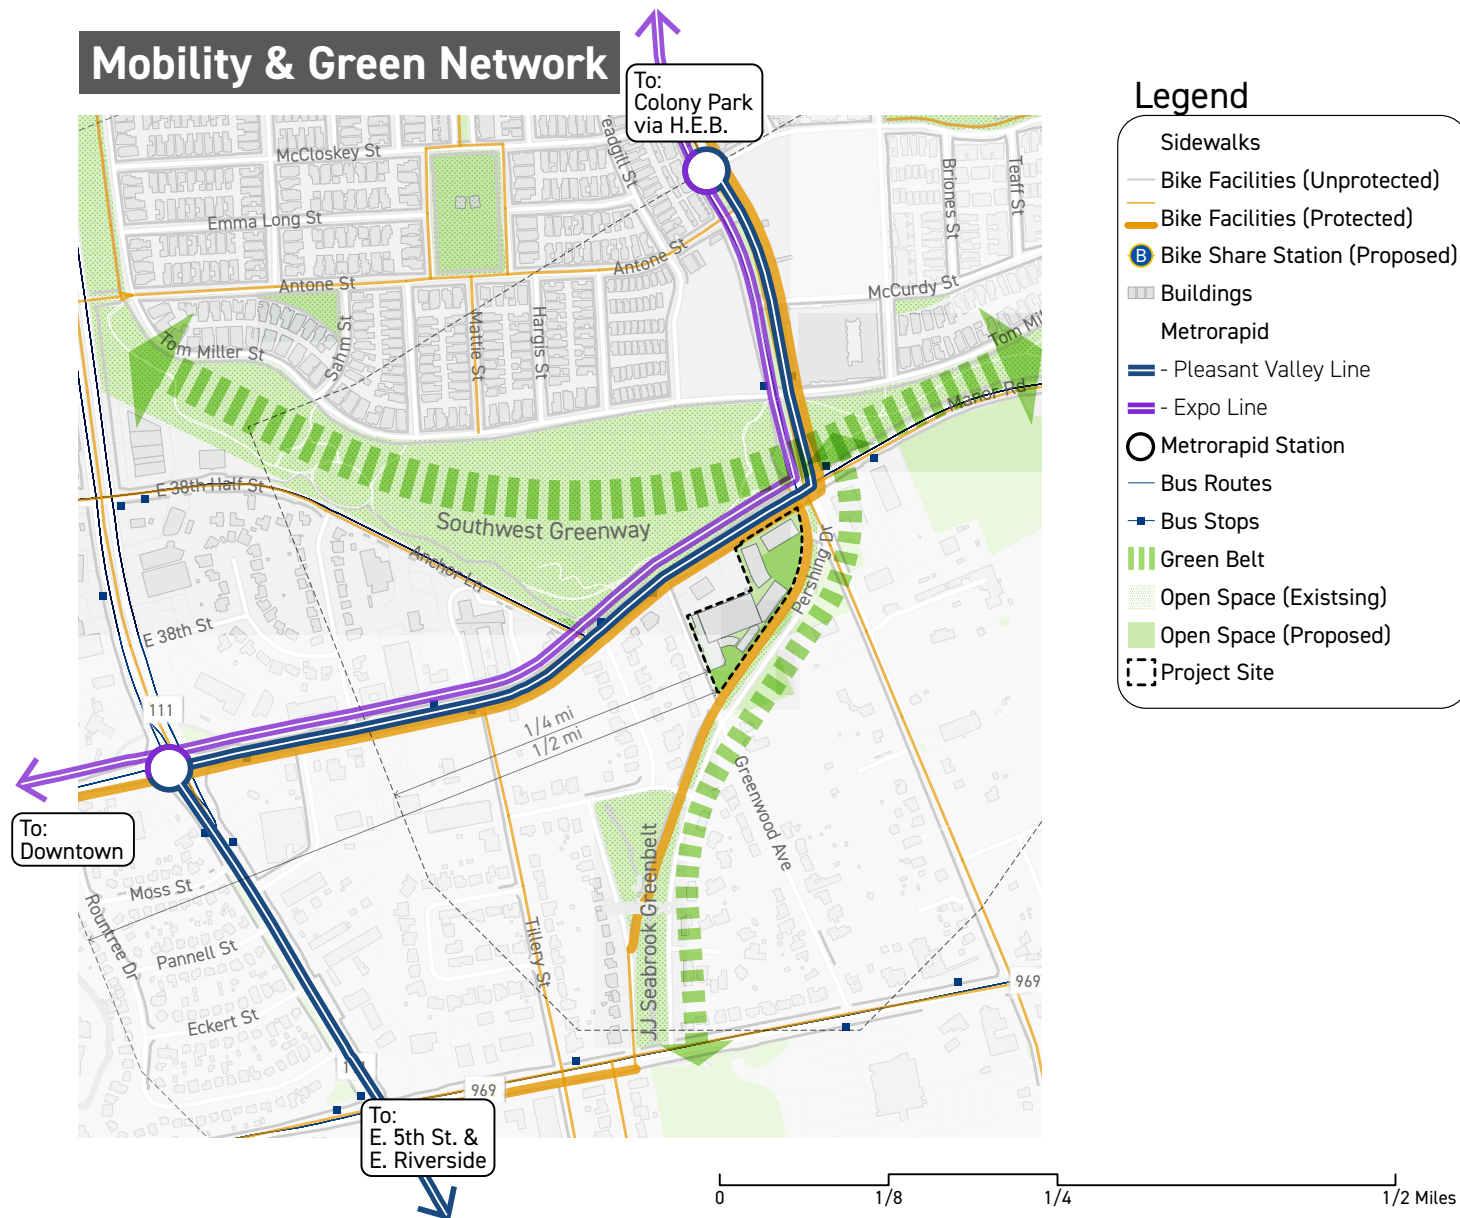 Mobility & Green Network
To:
Colony Park
via H.E.B.
McCloskey St
Emma Long St
Antone St
Antone St
eadgill St
Briones St
Teaff St
McCurdy St
Tom Miller St
Sahm St
Mattie St
Hargis St
Tom Mil
Manor Rd
E 38th Half St
Southwest Greenway
Anchor Ln
Pershing Dr
E 38th St
111
1/4 mi
1/2 mi
Greenwood Ave
To:
Downtown
Moss St
Rountree Dr
Pannell St
Tillery St
JJ Seabrook Greenbelt
969
Eckert St
969
To:
E. 5th St. &
E. Riverside
Legend
Sidewalks
Bike Facilities (Unprotected)
Bike Facilities (Protected)
B
Bike Share Station (Proposed)
Buildings
Metrorapid
- Pleasant Valley Line
- Expo Line
Metrorapid Station
Bus Routes
Bus Stops
Green Belt
Open Space (Existsing)
Open Space (Proposed)
Project Site
0
1/8
1/4
1/2 Miles